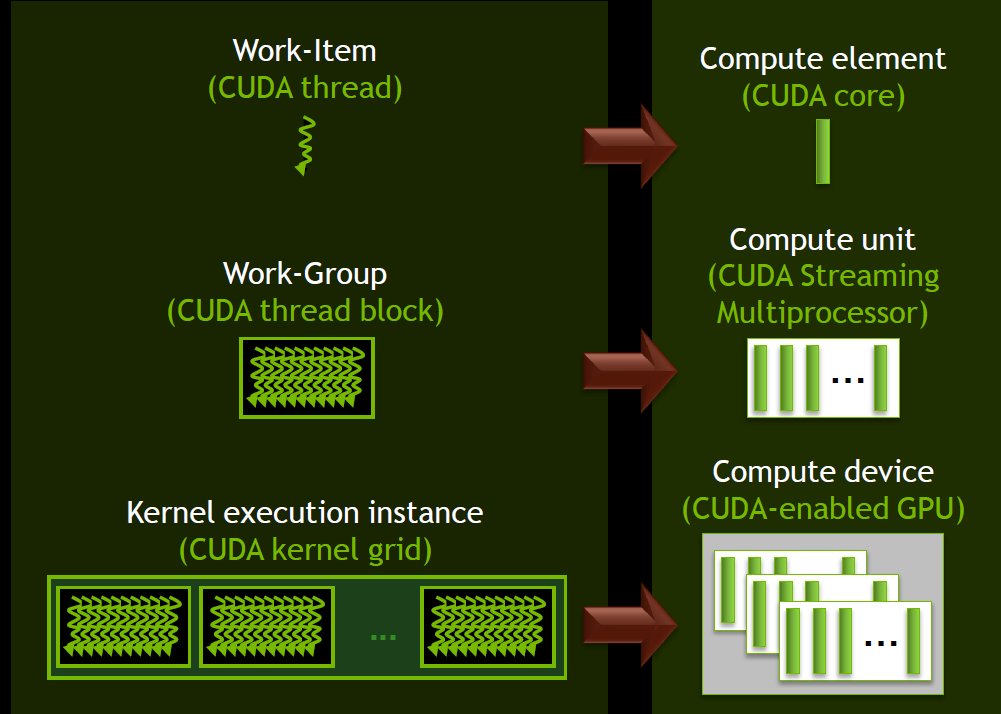 Work-Item
(CUDA thread)
Compute element
(CUDA core)
Work-Group
(CUDA thread block)
Compute unit
(CUDA Streaming
Multiprocessor)
...
Kernel execution instance
(CUDA kernel grid)
...
Compute device
(CUDA-enabled GPU)
...